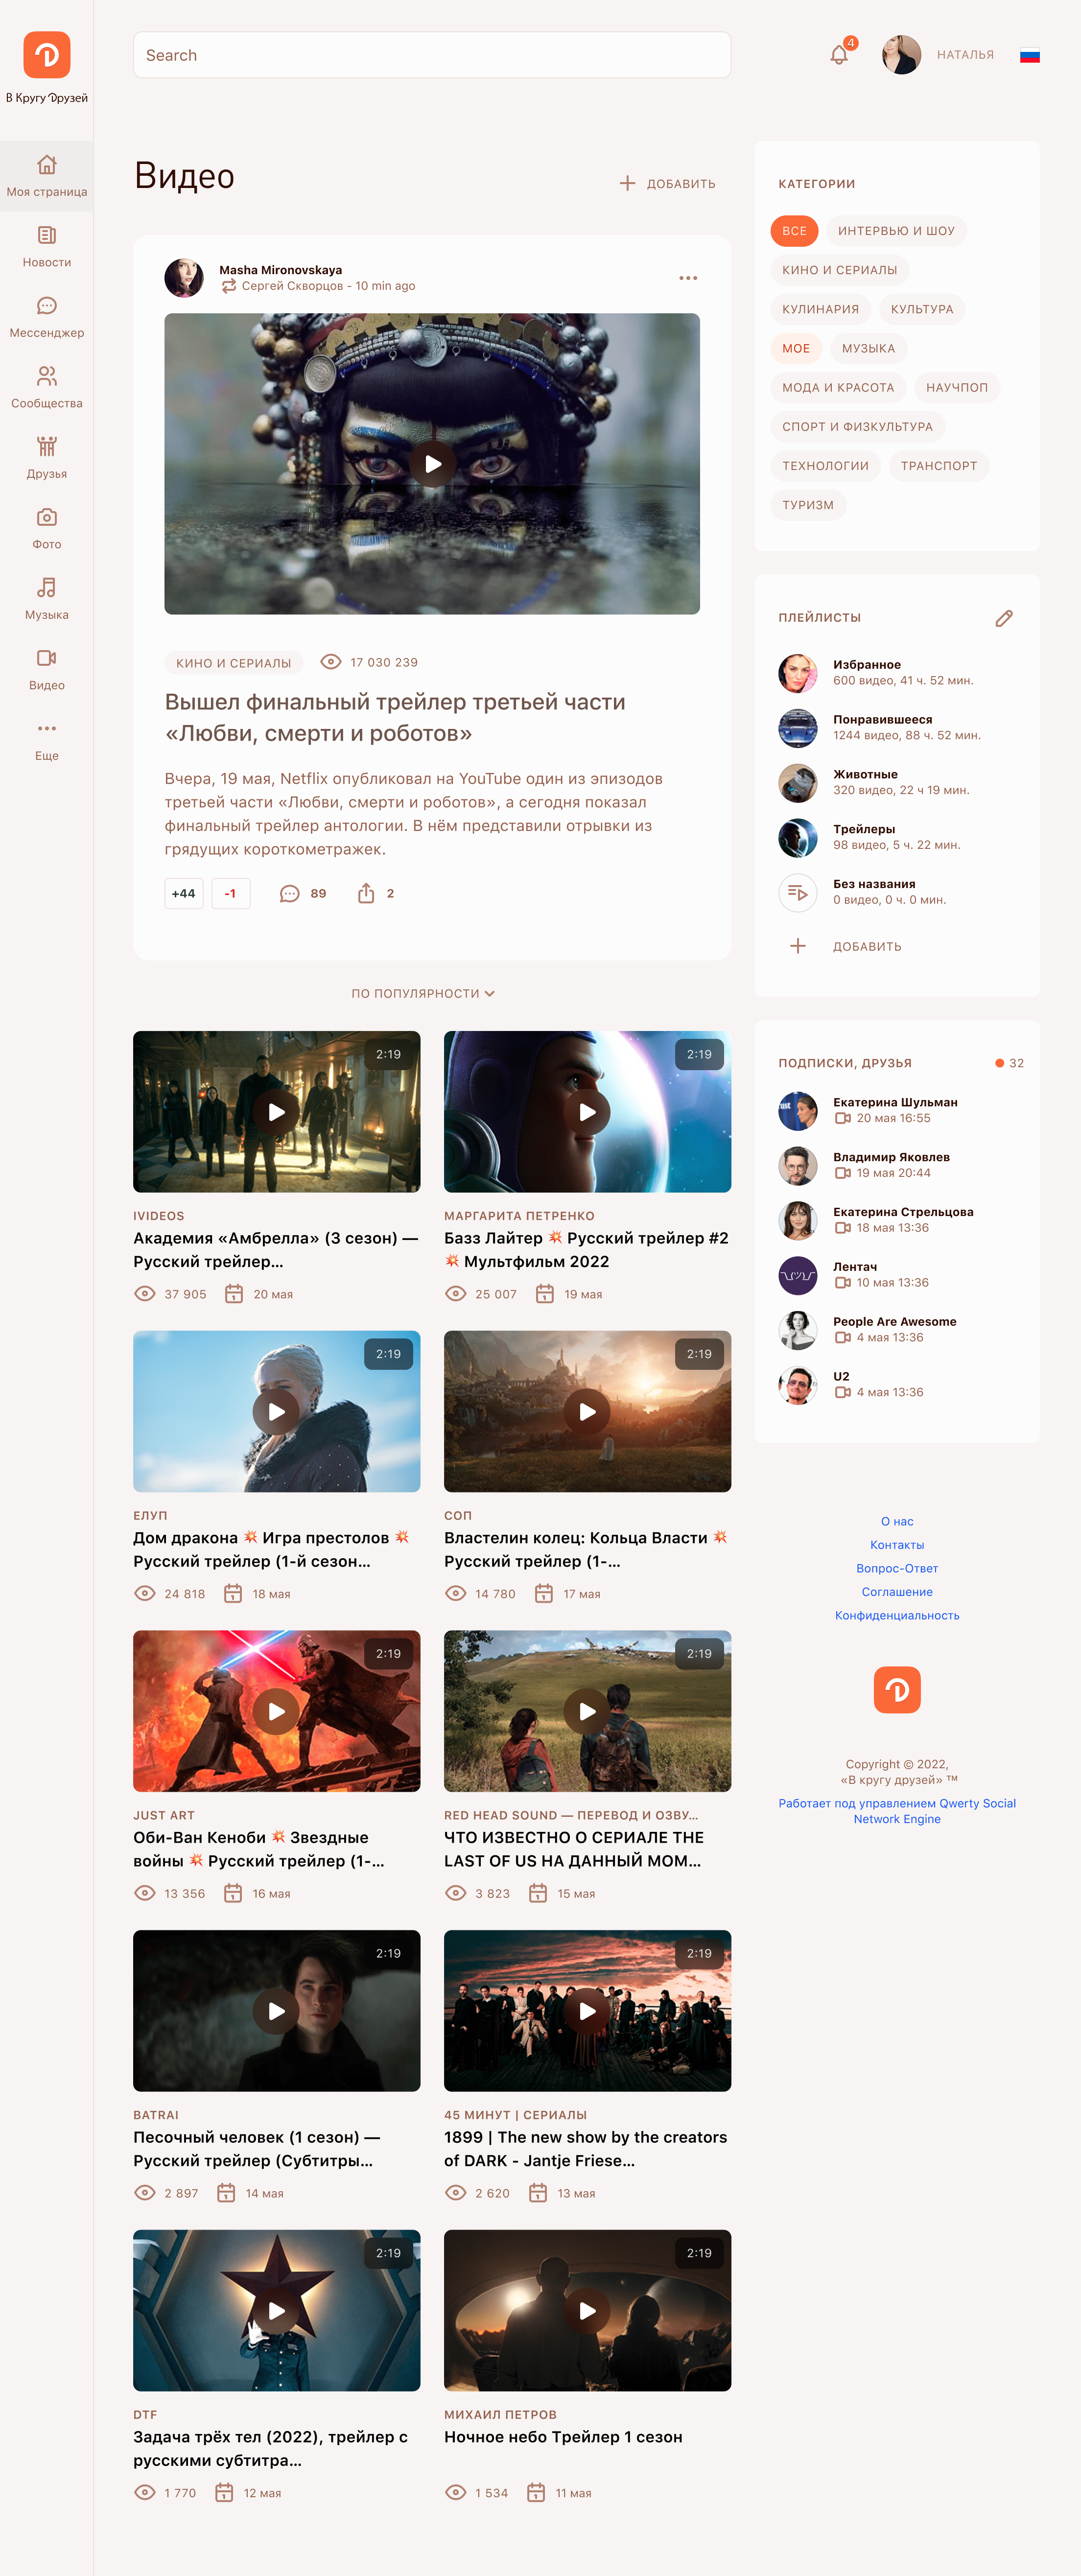 В Кругу Друзей
Моя страница
Новости
Мессенджер
Сообщества
Друзья
Фото
Музыка
Видео
Еще
Search
4
НАТАЛЬЯ
Видео
ДОБАВИТЬ
Masha Mironovskaya
Сергей Скворцов - 10 min ago
КИНО И СЕРИАЛЫ
17 030 239
Вышел финальный трейлер третьей части
«Любви, смерти и роботов»
Вчера, 19 мая, Netflix опубликовал на YouTube один из эпизодов
третьей части «Любви, смерти и роботов», а сегодня показал
финальный трейлер антологии. В нём представили отрывки из
грядущих короткометражек.
+44
-1
89
2
ПО ПОПУЛЯРНОСТИ
2:19
IVIDEOS
Академия «Амбрелла» (3 сезон) —
Русский трейлер...
37 905
20 мая
2:19
МАРГАРИТА ПЕТРЕНКО
Базз Лайтер 💥 Русский трейлер #2
💥 Мультфильм 2022
25 007
19 мая
2:19
ЕЛУП
Дом дракона 💥 Игра престолов 💥
Русский трейлер (1-й сезон...
24 818
18 мая
2:19
СОП
Властелин колец: Кольца Власти 💥
Русский трейлер (1-...
14 780
17 мая
2:19
JUST ART
Оби-Ван Кеноби 💥 Звездные
войны 💥 Русский трейлер (1-...
13 356
16 мая
2:19
RED HEAD SOUND — ПЕРЕВОД И ОЗВУ...
ЧТО ИЗВЕСТНО О СЕРИАЛЕ THE
LAST OF US НА ДАННЫЙ МОМ...
3 823
15 мая
2:19
BATRAI
Песочный человек (1 сезон) —
Русский трейлер (Субтитры...
2 897
14 мая
2:19
45 МИНУТ | СЕРИАЛЫ
1899 | The new show by the creators
of DARK - Jantje Friese...
2 620
13 мая
2:19
DTF
Задача трёх тел (2022), трейлер с
русскими субтитра...
1 770
12 мая
2:19
МИХАИЛ ПЕТРОВ
Ночное небо Трейлер 1 сезон
1 534
11 мая
КАТЕГОРИИ
ВСЕ
ИНТЕРВЬЮ И ШОУ
КИНО И СЕРИАЛЫ
КУЛИНАРИЯ
КУЛЬТУРА
МОЕ
МУЗЫКА
МОДА И КРАСОТА
НАУЧПОП
СПОРТ И ФИЗКУЛЬТУРА
ТЕХНОЛОГИИ
ТРАНСПОРТ
ТУРИЗМ
ПЛЕЙЛИСТЫ
Избранное
600 видео, 41 ч. 52 мин.
Понравившееся
1244 видео, 88 ч. 52 мин.
Животные
320 видео, 22 ч 19 мин.
Трейлеры
98 видео, 5 ч. 22 мин.
Без названия
0 видео, 0 ч. 0 мин.
ДОБАВИТЬ
ПОДПИСКИ, ДРУЗЬЯ
32
Екатерина Шульман
20 мая 16:55
Владимир Яковлев
19 мая 20:44
Екатерина Стрельцова
18 мая 13:36
Лентач
10 мая 13:36
People Are Awesome
4 мая 13:36
U2
4 мая 13:36
О нас
Контакты
Вопрос-Ответ
Соглашение
Конфиденциальность
Copyright © 2022,
«В кругу друзей» ™
Работает под управлением Qwerty Social
Network Engine